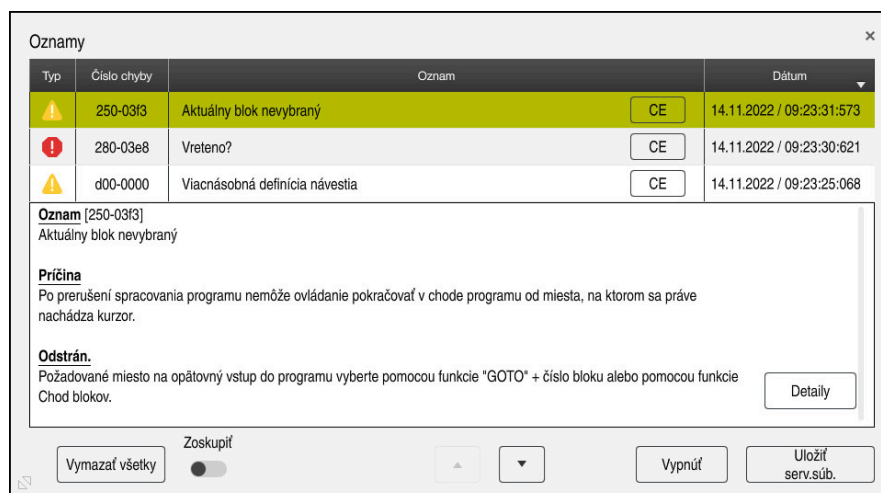 Oznamy
Typ Číslo chyby Oznam Dátum
250-03f3 Aktuálny blok nevybraný CE 14.11.2022 / 09:23:31:573
280-03e8 Vreteno? CE 14.11.2022 / 09:23:30:621
d00-0000 Viacnásobná definícia návestia CE 14.11.2022 / 09:23:25:068
Oznam [250-03f3]
Aktuálny blok nevybraný
Príčina
Po prerušení spracovania programu nemôže ovládanie pokračovať v chode programu od miesta, na ktorom sa práve
nachádza kurzor.
Odstrán.
Požadované miesto na opätovný vstup do programu vyberte pomocou funkcie "GOTO" + číslo bloku alebo pomocou funkcie
Chod blokov.
Detaily
Vymazať všetky
Zoskupiť
Vypnúť
Uložiť
serv.súb.